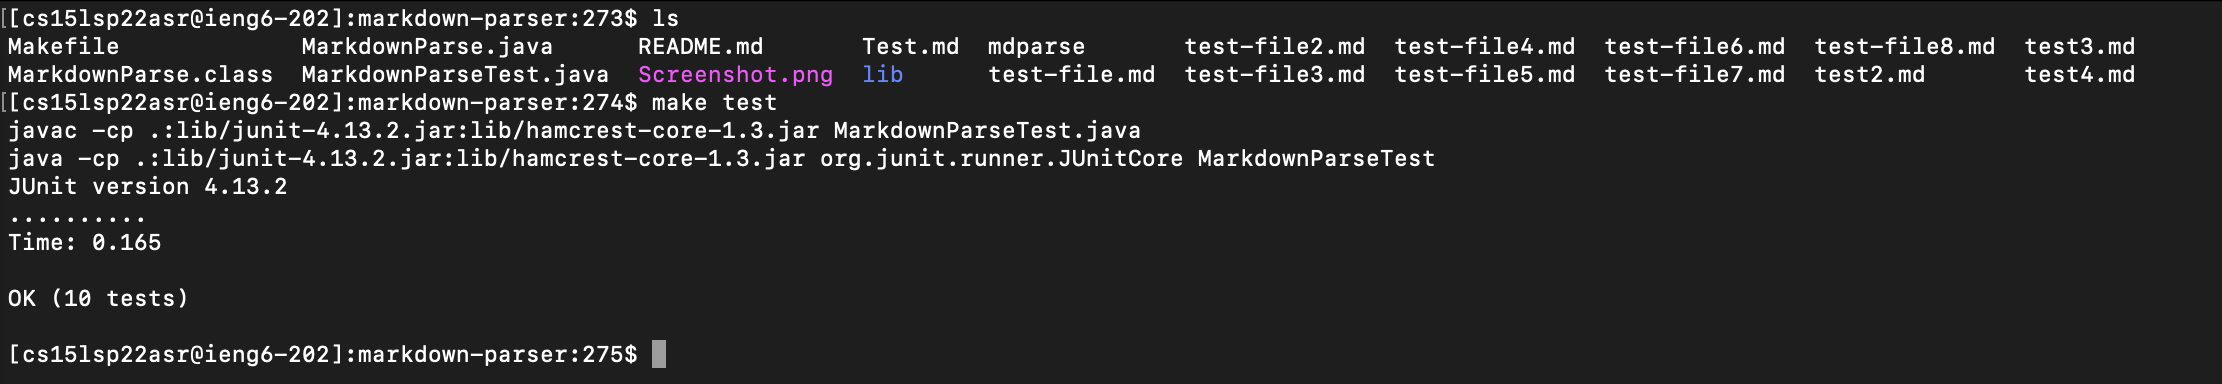 [[cs15lsp22asr@ieng6-202]:markdown-parser:273$ ls
Makefile MarkdownParse.java README.md Test.md mdparse test-file2.md test-file4.md test-file6.md test-file8.md test3.md
MarkdownParse.class MarkdownParseTest.java Screenshot.png lib test-file.md test-file3.md test-file5.md test-file7.md test2.md test4.md
[[cs15lsp22asr@ieng6-202]:markdown-parser:274$ make test
javac -cp .:lib/junit-4.13.2.jar:lib/hamcrest-core-1.3.jar MarkdownParseTest.java
java -cp .:lib/junit-4.13.2.jar:lib/hamcrest-core-1.3.jar org.junit.runner.JUnitCore MarkdownParseTest
JUnit version 4.13.2
..........
Time: 0.165
OK (10 tests)
[cs15lsp22asr@ieng6-202]:markdown-parser:275$